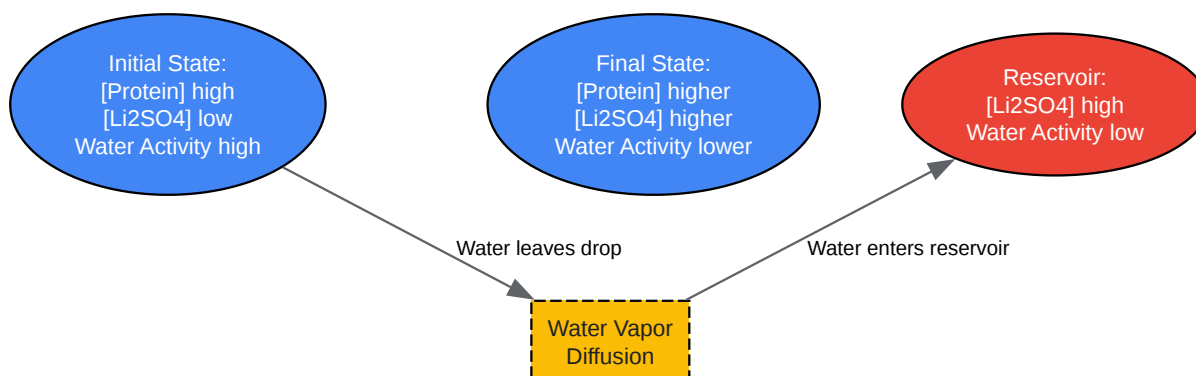 Initial State:
[Protein] high
[Li2SO4] low
Water Activity high
Final State:
[Protein] higher
[Li2SO4] higher
Water Activity lower
Reservoir:
[Li2SO4] high
Water Activity low
Water leaves drop
Water enters reservoir
Water Vapor
Diffusion